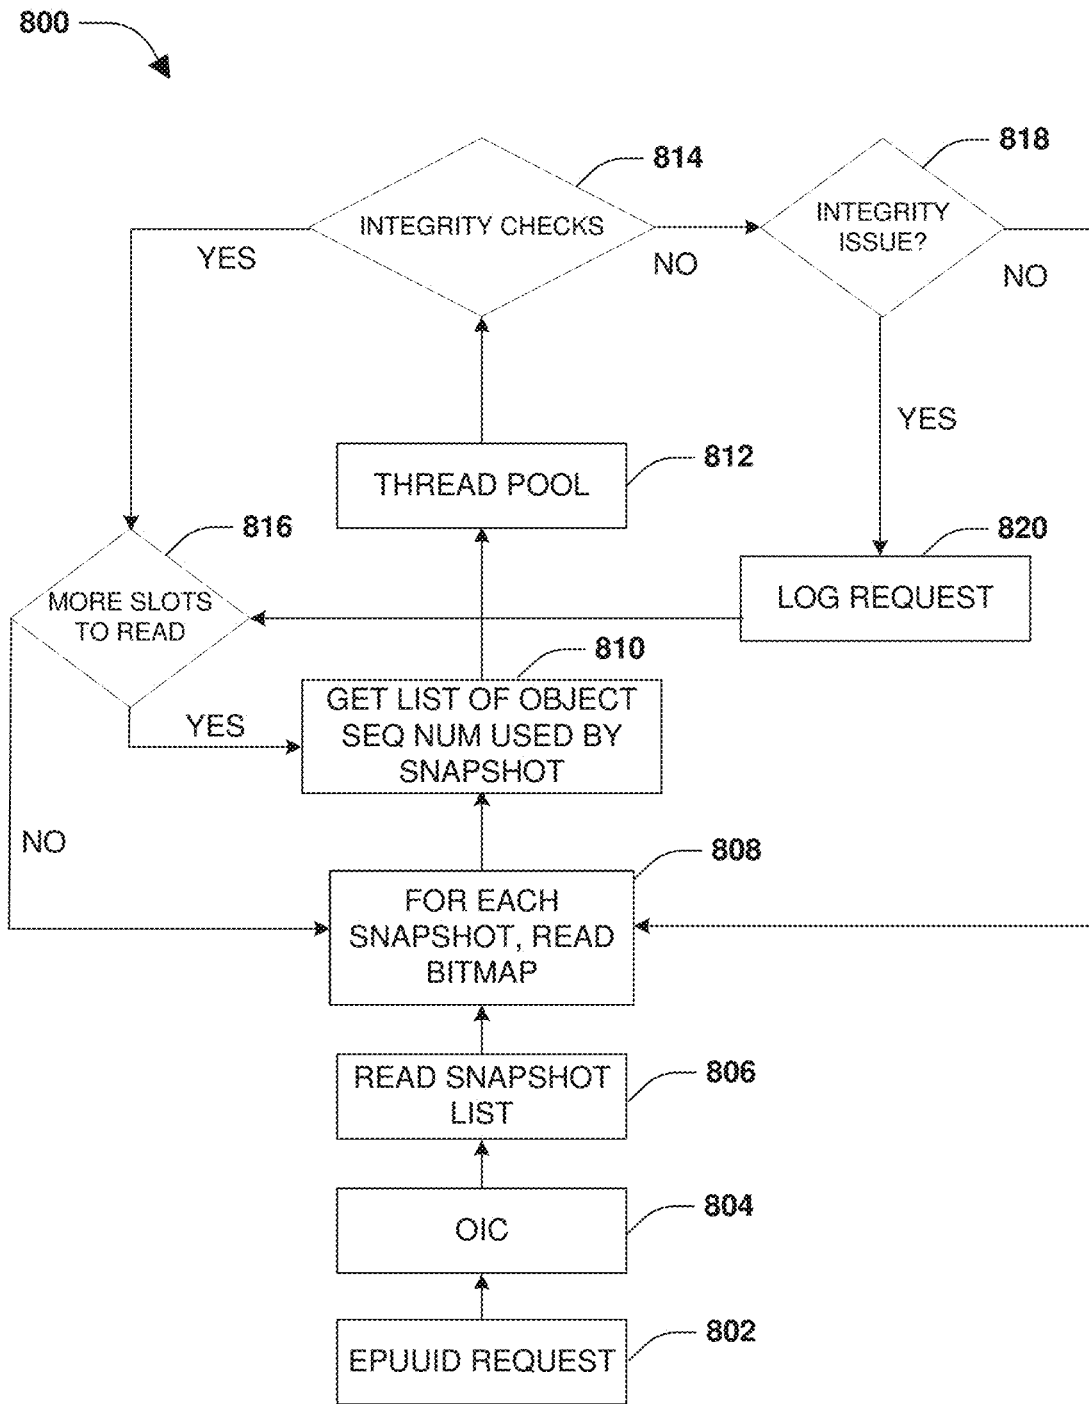 800
814
818
INTEGRITY CHECKS
INTEGRITY
ISSUE?
YES
NO
NO
YES
THREAD POOL
812
816
820
MORE SLOTS
TO READ
LOG REQUEST
810
GET LIST OF OBJECT
SEQ NUM USED BY
SNAPSHOT
YES
NO
808
FOR EACH
SNAPSHOT, READ
BITMAP
READ SNAPSHOT
LIST
806
OIC
804
EPUUID REQUEST
802